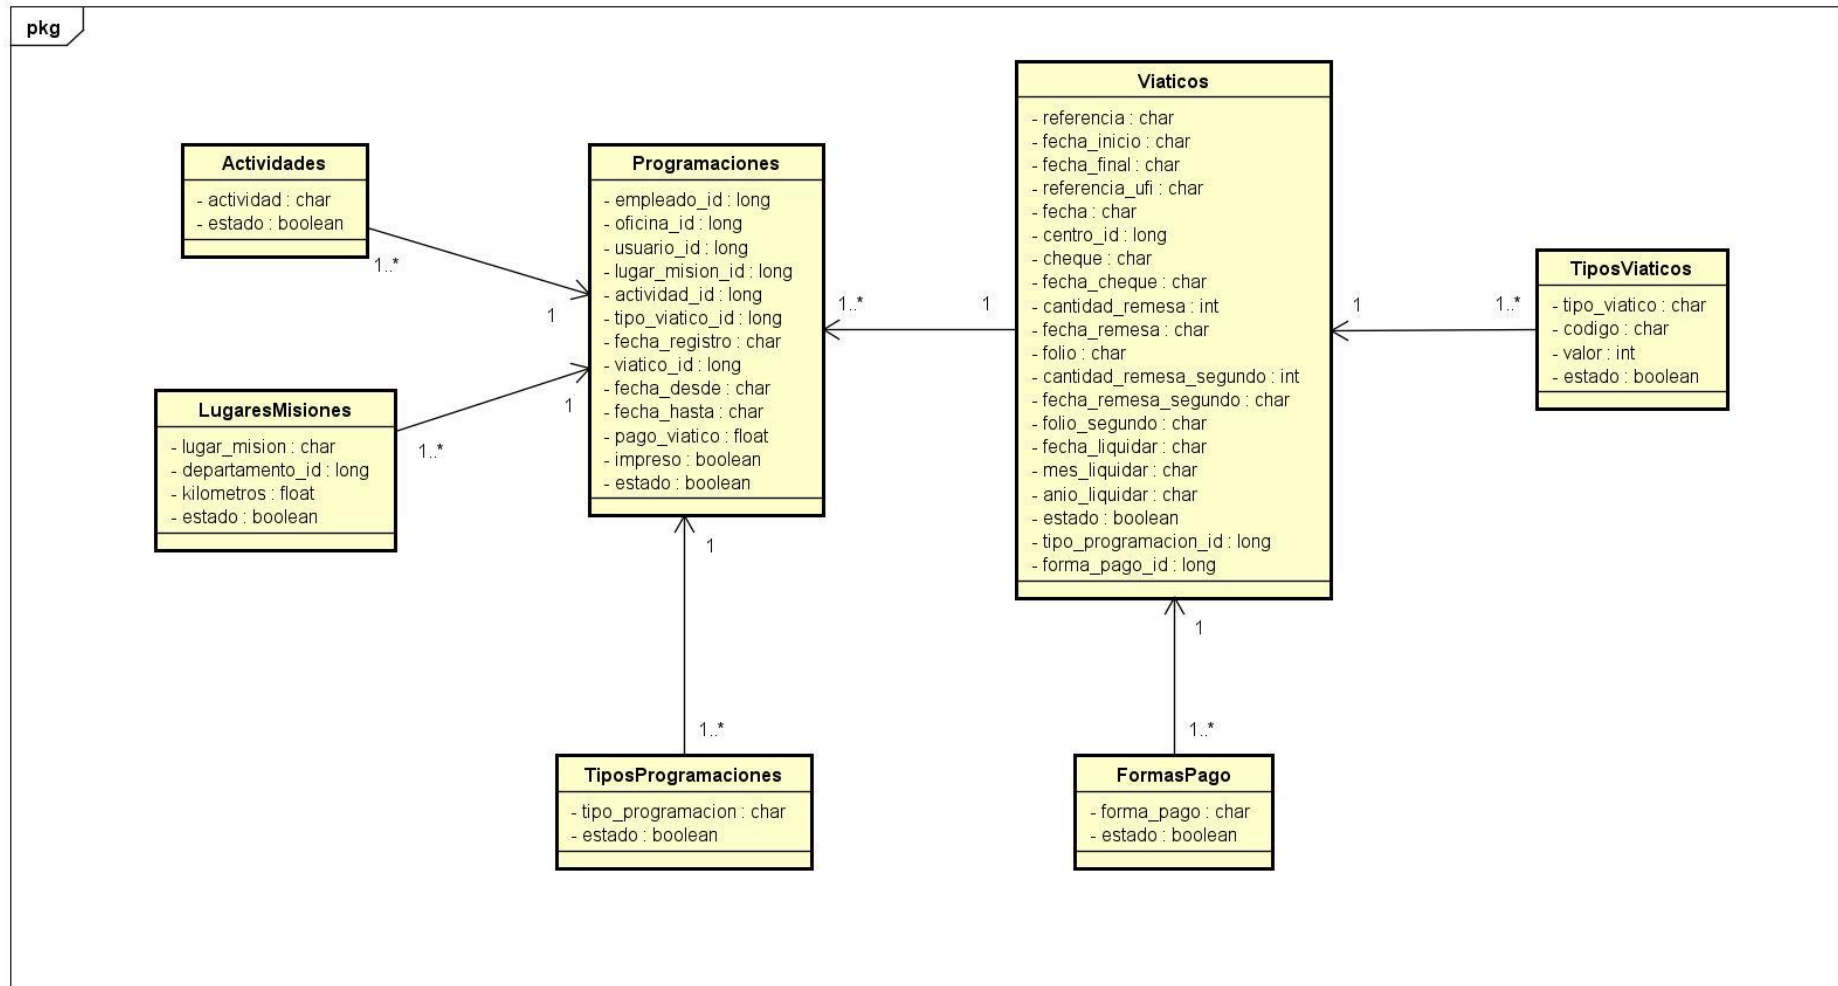 pkg
Actividades
- actividad : char
- estado : boolean
1..*
1
LugaresMisiones
- lugar_mision : char
- departamento_id : long
- kilometros : float
- estado : boolean
1..*
1
Programaciones
- empleado_id : long
- oficina_id : long
- usuario_id : long
- lugar_mision_id : long
- actividad_id : long
- tipo_viatico_id : long
- fecha_registro : char
- viatico_id : long
- fecha_desde : char
- fecha_hasta : char
- pago_viatico : float
- impreso : boolean
- estado : boolean
1..*
1
1
1..*
TiposProgramaciones
- tipo_programacion : char
- estado : boolean
Viaticos
- referencia : char
- fecha_inicio : char
- fecha_final : char
- referencia_ufi : char
- fecha : char
- centro_id : long
- cheque : char
- fecha_cheque : char
- cantidad_remesa : int
- fecha_remesa : char
- folio : char
- cantidad_remesa_segundo : int
- fecha_remesa_segundo : char
- folio_segundo : char
- fecha_liquidar : char
- mes_liquidar : char
- anio_liquidar : char
- estado : boolean
- tipo_programacion_id : long
- forma_pago_id : long
1
1..*
FormasPago
- forma_pago : char
- estado : boolean
1
1..*
TiposViaticos
- tipo_viatico : char
- codigo : char
- valor : int
- estado : boolean